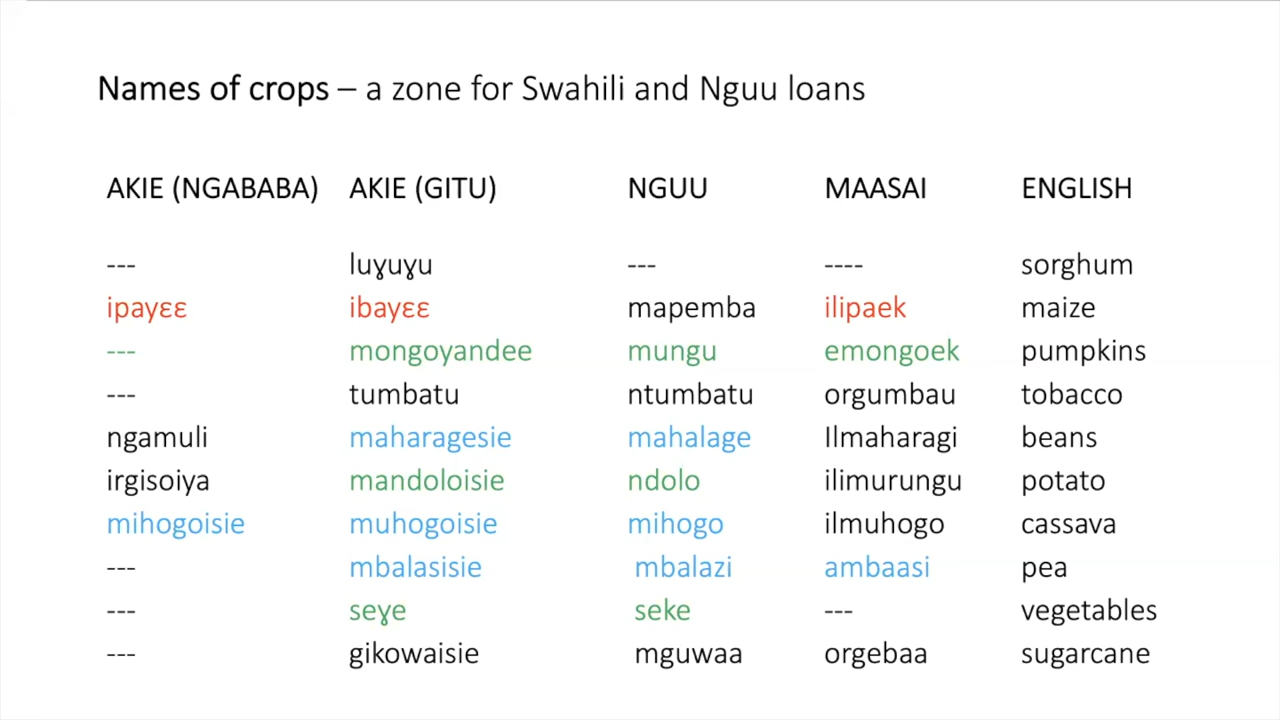 Names of crops – a zone for Swahili and Nguu loans
AKIE (NGABABA) AKIE (GITU) NGUU MAASAI ENGLISH
--- luɣuɣu --- ---- sorghum
ipayɛɛ ibayɛɛ mapemba ilipaek maize
--- mongoyandee mungu emongoek pumpkins
--- tumbatu ntumbatu orgumbau tobacco
ngamuli maharagesie mahalage Ilmaharagi beans
irgisoiya mandoloisie ndolo ilimurungu potato
mihogoisie muhogoisie mihogo ilmuhogo cassava
--- mbalasisie mbalazi ambaasi pea
--- seɣe seke --- vegetables
--- gikowaisie mguwaa orgebaa sugarcane